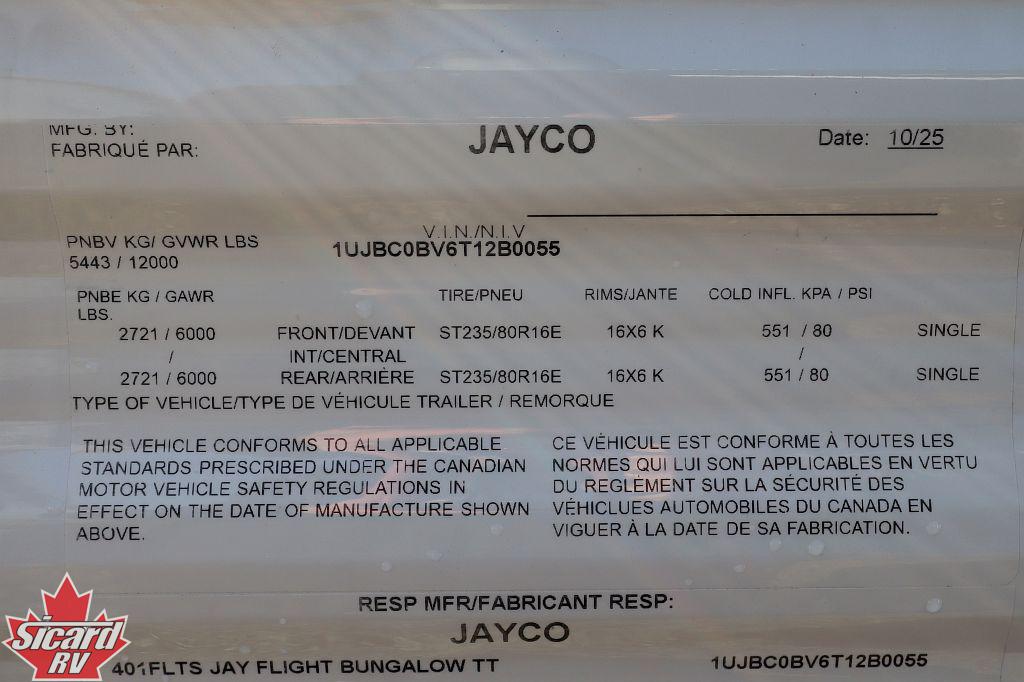 MFG. BY:
FABRIQUÉ PAR:
JAYCO
Date: 10/25
V.I.N./N.I.V
1UJBC0BV6T12B0055
PNBV KG/ GVWR LBS
5443 / 12000
PNBE KG / GAWR TIRE/PNEU RIMS/JANTE COLD INFL. KPA / PSI
LBS.
2721 / 6000 FRONT/DEVANT ST235/80R16E 16X6 K 551 / 80 SINGLE
/ INT/CENTRAL /
2721 / 6000 REAR/ARRIÈRE ST235/80R16E 16X6 K 551 / 80 SINGLE
TYPE OF VEHICLE/TYPE DE VÉHICULE TRAILER / REMORQUE
THIS VEHICLE CONFORMS TO ALL APPLICABLE
STANDARDS PRESCRIBED UNDER THE CANADIAN
MOTOR VEHICLE SAFETY REGULATIONS IN
EFFECT ON THE DATE OF MANUFACTURE SHOWN
ABOVE.
CE VÉHICULE EST CONFORME À TOUTES LES
NORMES QUI LUI SONT APPLICABLES EN VERTU
DU REGLÈMENT SUR LA SÉCURITÉ DES
VÉHÍCLUES AUTOMOBILES DU CANADA EN
VIGUER À LA DATE DE SA FABRICATION.
RESP MFR/FABRICANT RESP:
JAYCO
401FLTS JAY FLIGHT BUNGALOW TT 1UJBC0BV6T12B0055
Sicard
RV